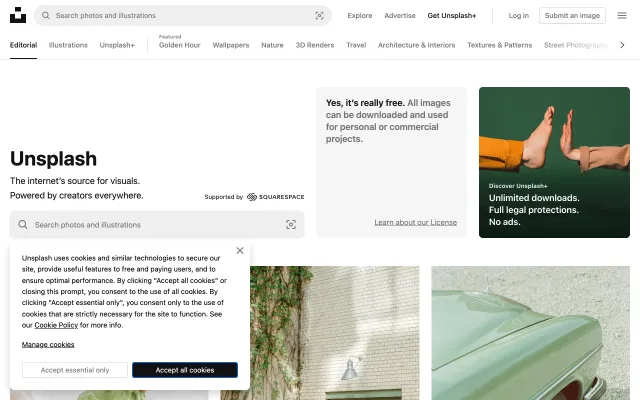 Search photos and illustrations
Explore
Advertise
Get Unsplash+
Log in
Submit an image
Editorial
Illustrations
Unsplash+
Featured
Golden Hour
Wallpapers
Nature
3D Renders
Travel
Architecture & Interiors
Textures & Patterns
Street Photography
Unsplash
The internet's source for visuals.
Powered by creators everywhere.
Supported by SQUARESPACE
Search photos and illustrations
Yes, it's really free. All images
can be downloaded and used
for personal or commercial
projects.
Learn about our License
Discover Unsplash+
Unlimited downloads.
Full legal protections.
No ads.
Unsplash uses cookies and similar technologies to secure our
site, provide useful features to free and paying users, and to
ensure optimal performance. By clicking "Accept all cookies" or
closing this prompt, you consent to the use of all cookies. By
clicking "Accept essential only", you consent only to the use of
cookies that are strictly necessary for the site to function. See
our Cookie Policy for more info.
Manage cookies
Accept essential only
Accept all cookies